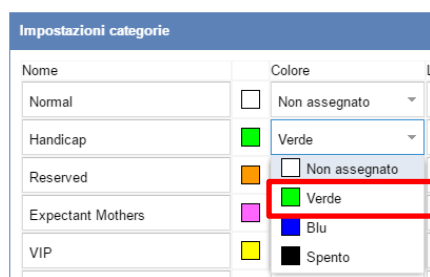 Impostazioni categorie
Nome Colore
Normal Non assegnato
Handicap Verde
Reserved Non assegnato
Verde
Expectant Mothers Blu
VIP Spento